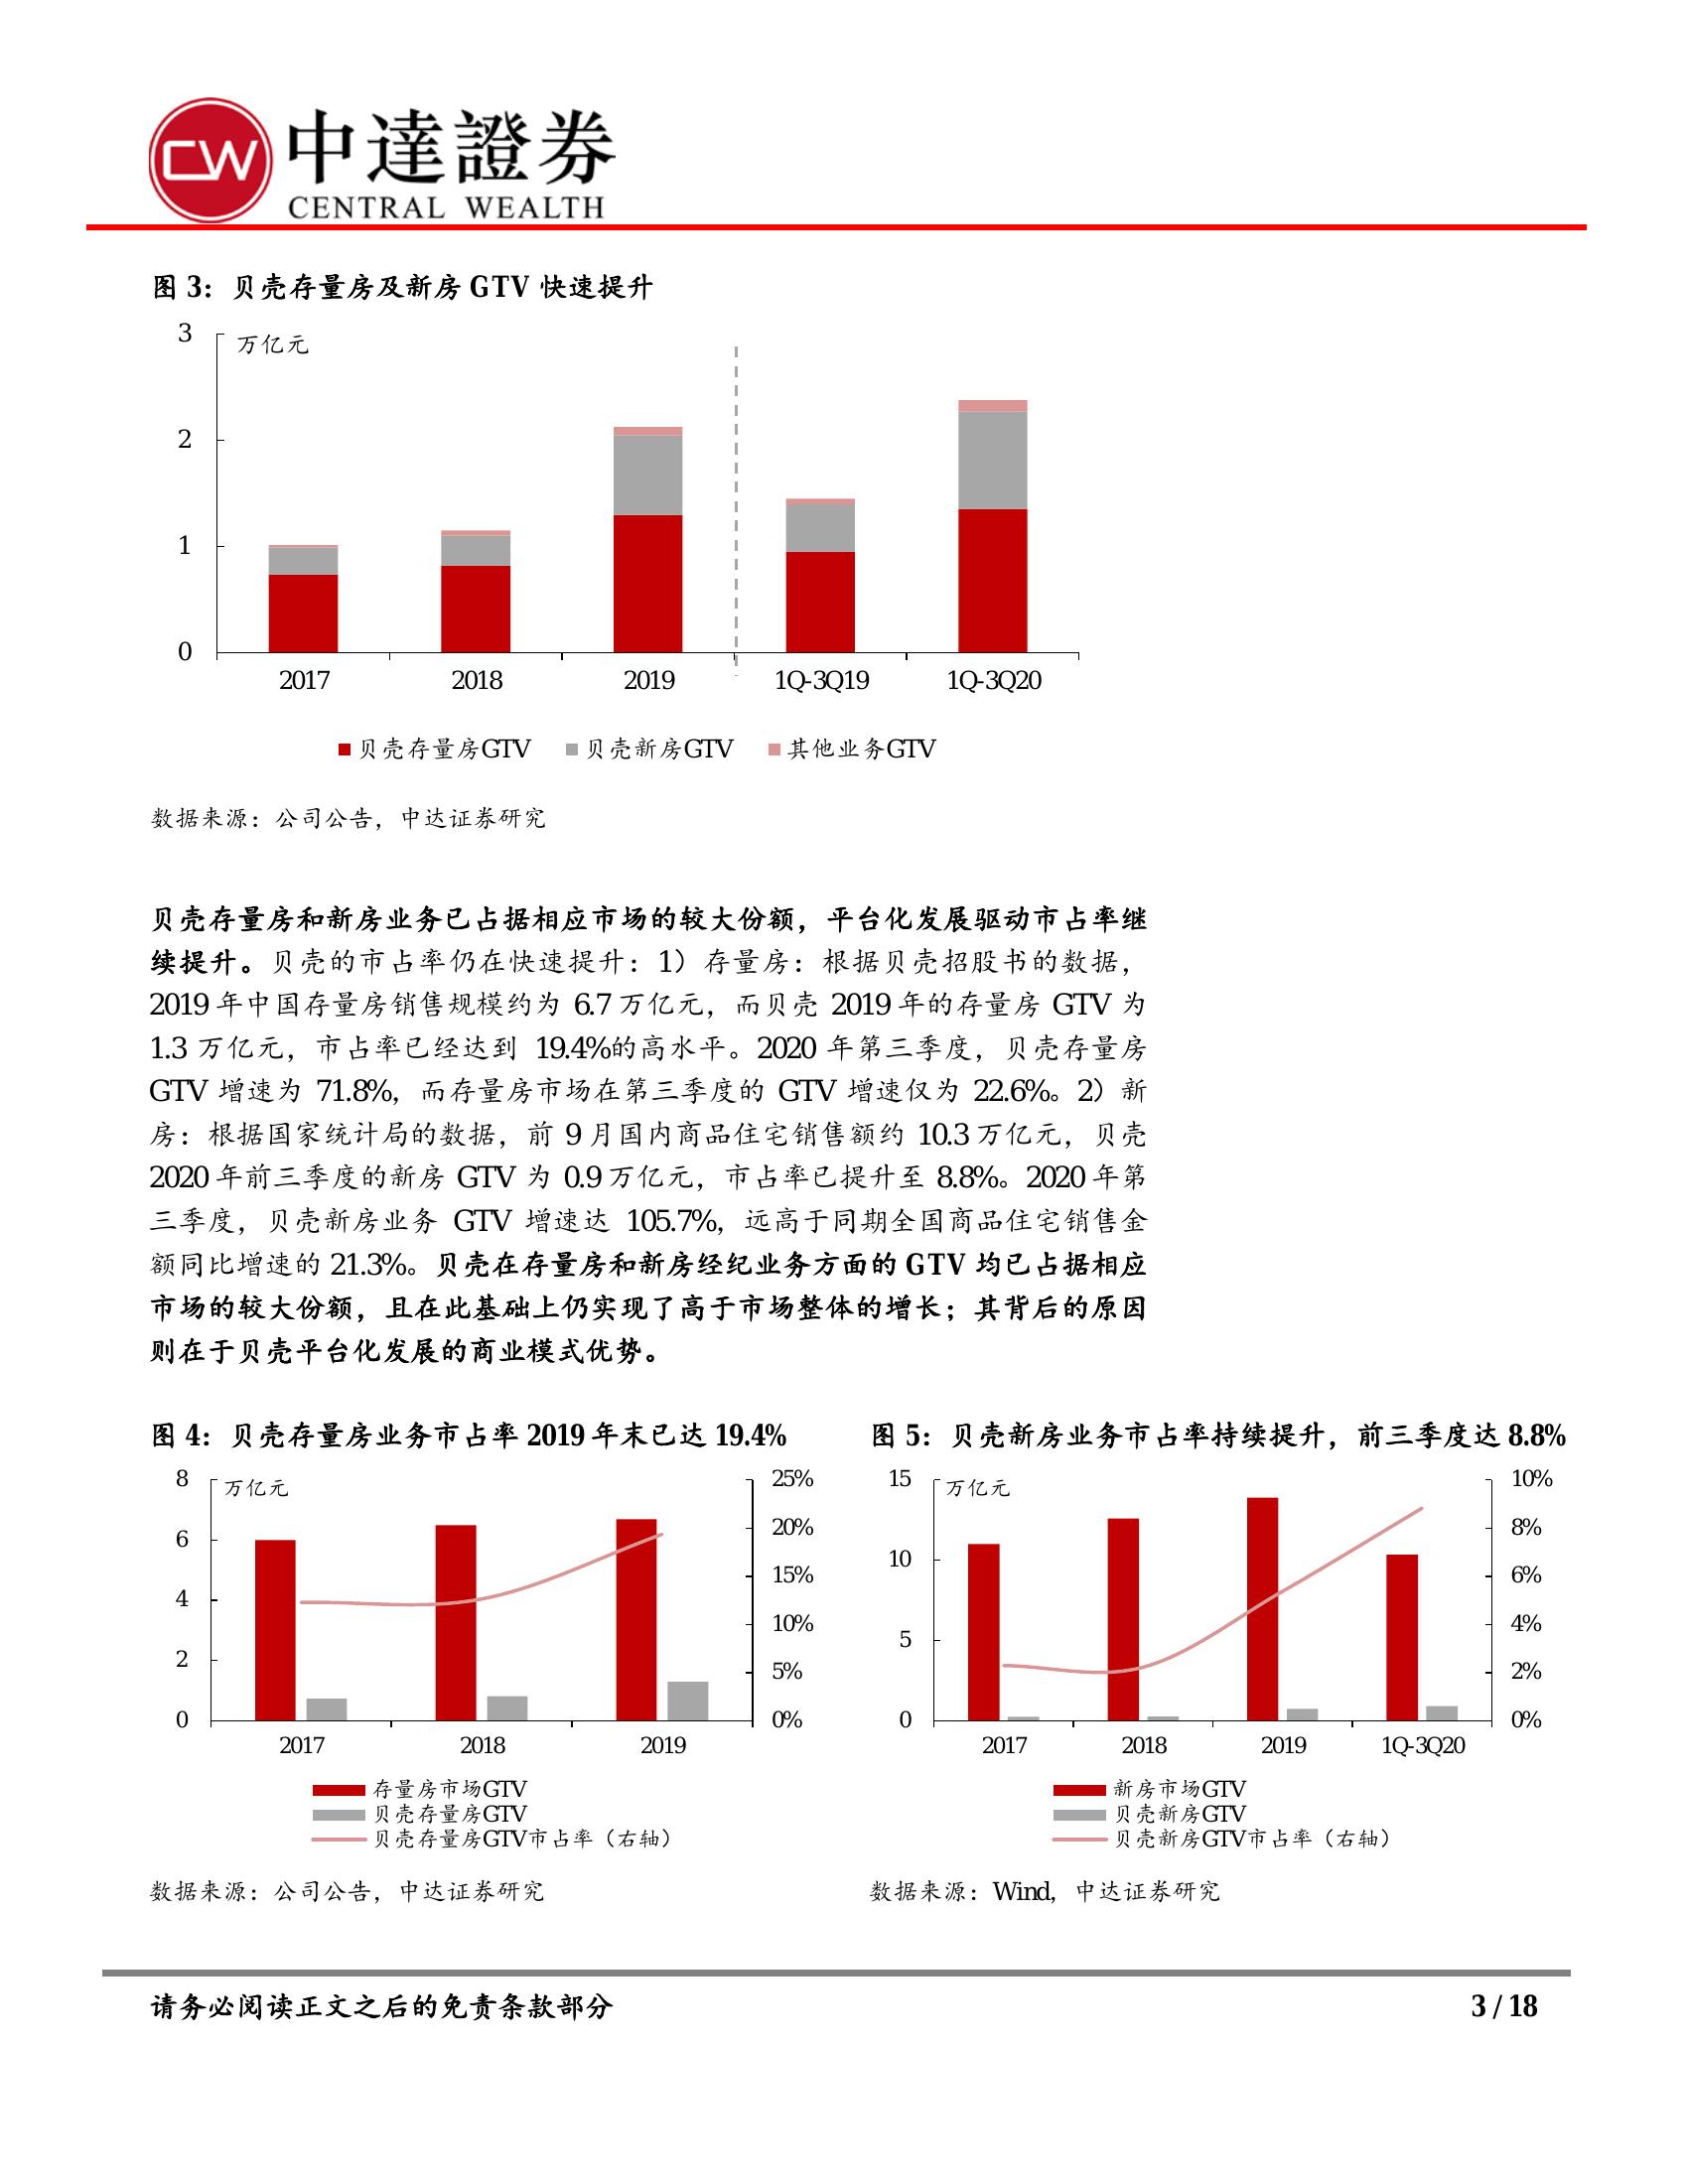 CW 中達證券
CENTRAL WEALTH
图 3：贝壳存量房及新房 GTV 快速提升
3
万亿元
2
1
0
2017 2018 2019 1Q-3Q19 1Q-3Q20
贝壳存量房GTV 贝壳新房GTV 其他业务GTV
数据来源：公司公告，中达证券研究
贝壳存量房和新房业务已占据相应市场的较大份额，平台化发展驱动市占率继
续提升。贝壳的市占率仍在快速提升：1）存量房：根据贝壳招股书的数据，
2019 年中国存量房销售规模约为 6.7 万亿元，而贝壳 2019 年的存量房 GTV 为
1.3 万亿元，市占率已经达到 19.4%的高水平。2020 年第三季度，贝壳存量房
GTV 增速为 71.8%，而存量房市场在第三季度的 GTV 增速仅为 22.6%。2）新
房：根据国家统计局的数据，前 9 月国内商品住宅销售额约 10.3 万亿元，贝壳
2020 年前三季度的新房 GTV 为 0.9 万亿元，市占率已提升至 8.8%。2020 年第
三季度，贝壳新房业务 GTV 增速达 105.7%，远高于同期全国商品住宅销售金
额同比增速的 21.3%。贝壳在存量房和新房经纪业务方面的 GTV 均已占据相应
市场的较大份额，且在此基础上仍实现了高于市场整体的增长；其背后的原因
则在于贝壳平台化发展的商业模式优势。
图 4：贝壳存量房业务市占率 2019 年末已达 19.4%
8 万亿元 25%
20%
6
15%
4
10%
2
5%
0 0%
2017 2018 2019
存量房市场GTV
贝壳存量房GTV
贝壳存量房GTV市占率（右轴）
数据来源：公司公告，中达证券研究
图 5：贝壳新房业务市占率持续提升，前三季度达 8.8%
15 万亿元 10%
8%
10
6%
4%
5
2%
0 0%
2017 2018 2019 1Q-3Q20
新房市场GTV
贝壳新房GTV
贝壳新房GTV市占率（右轴）
数据来源：Wind，中达证券研究
请务必阅读正文之后的免责条款部分 3 / 18